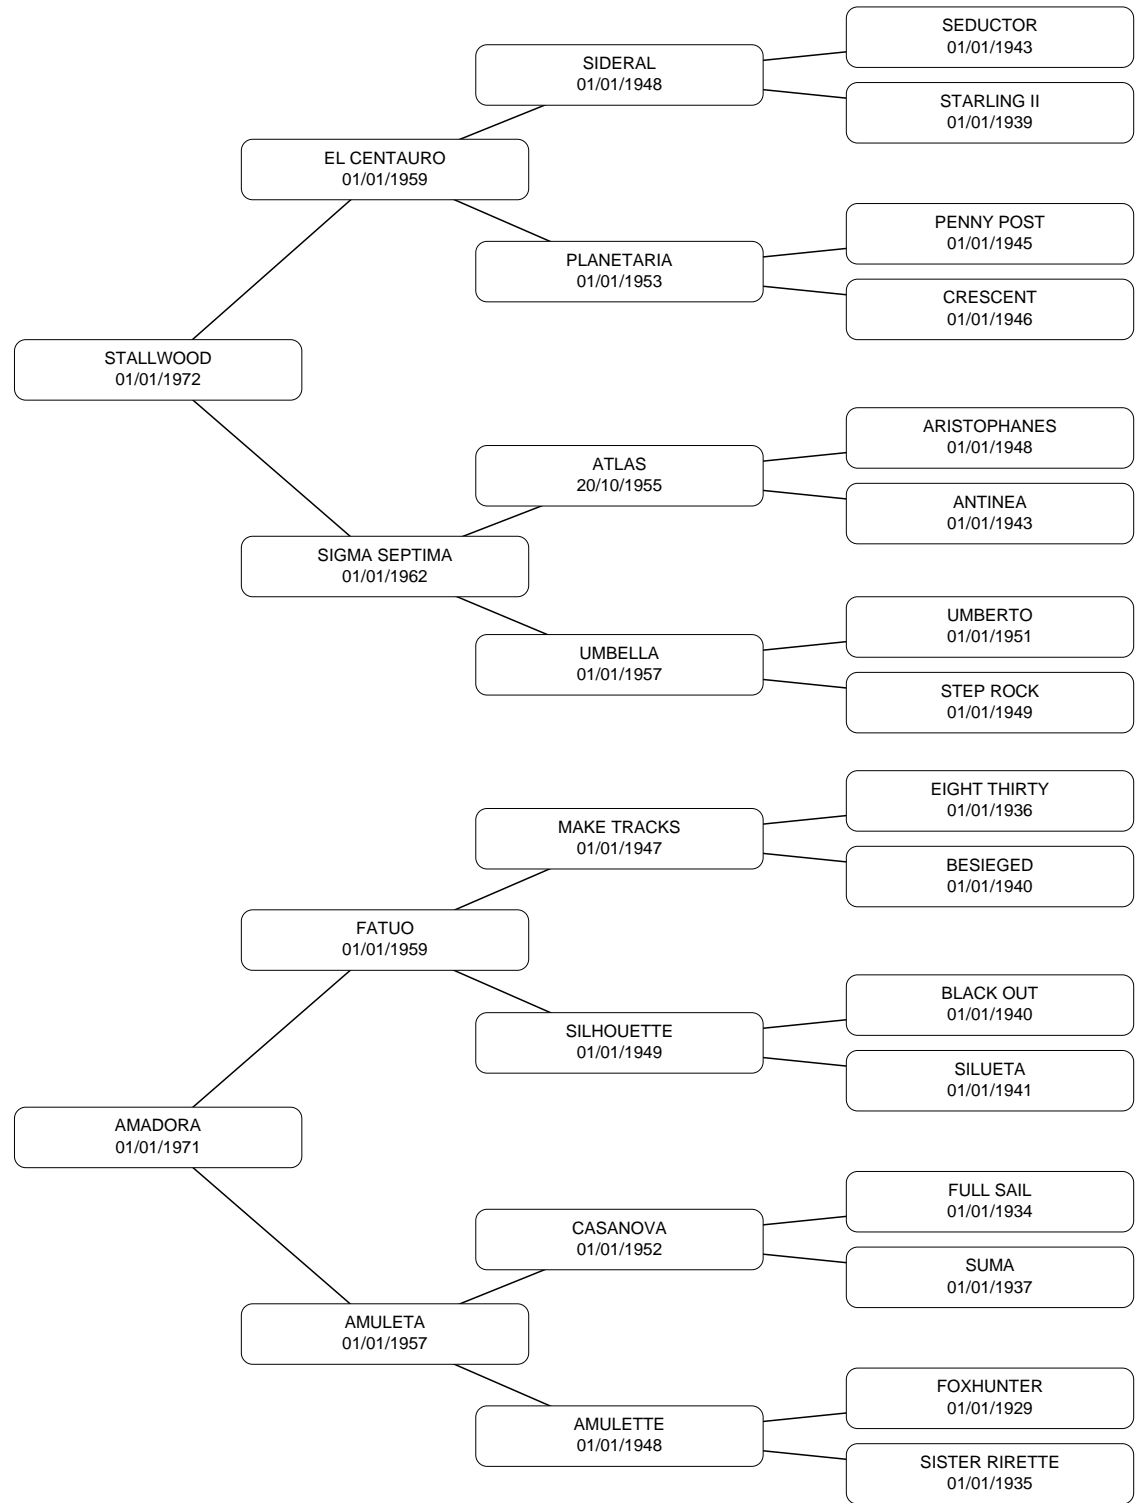 SEDUCTOR
01/01/1943
SIDERAL
01/01/1948
STARLING II
01/01/1939
EL CENTAURO
01/01/1959
PENNY POST
01/01/1945
PLANETARIA
01/01/1953
CRESCENT
01/01/1946
STALLWOOD
01/01/1972
ARISTOPHANES
01/01/1948
ATLAS
20/10/1955
ANTINEA
01/01/1943
SIGMA SEPTIMA
01/01/1962
UMBERTO
01/01/1951
UMBELLA
01/01/1957
STEP ROCK
01/01/1949
EIGHT THIRTY
01/01/1936
MAKE TRACKS
01/01/1947
BESIEGED
01/01/1940
FATUO
01/01/1959
BLACK OUT
01/01/1940
SILHOUETTE
01/01/1949
SILUETA
01/01/1941
AMADORA
01/01/1971
FULL SAIL
01/01/1934
CASANOVA
01/01/1952
SUMA
01/01/1937
AMULETA
01/01/1957
FOXHUNTER
01/01/1929
AMULETTE
01/01/1948
SISTER RIRETTE
01/01/1935